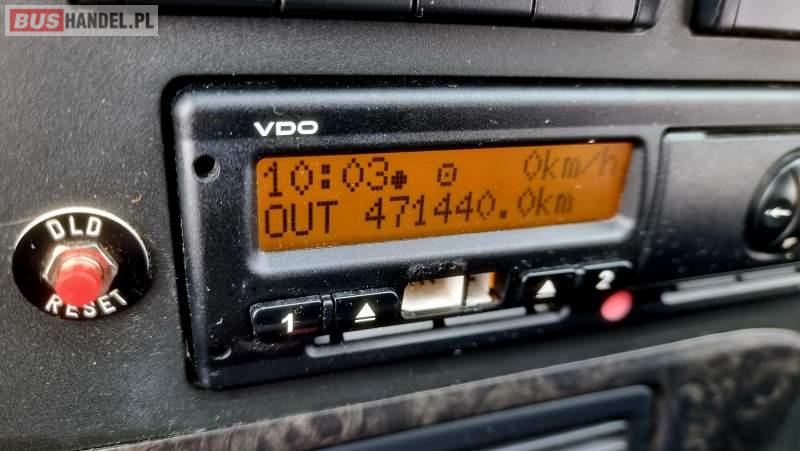 BUSHANDEL.PL
VDO
10:03 0km/h
OUT 471440.0km
DLD
RESET
1
2